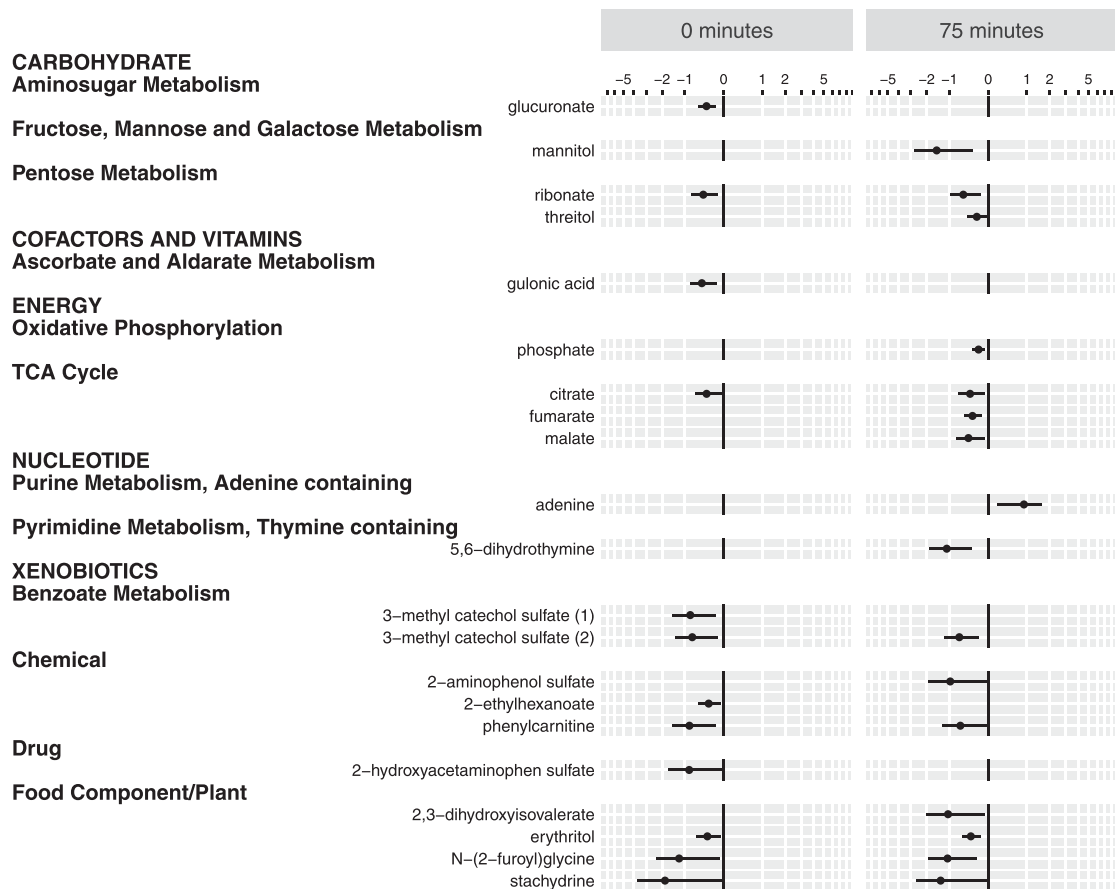 0 minutes 75 minutes
CARBOHYDRATE
Aminosugar Metabolism
−5 −2 −1 0 1 2 5 −5 −2 −1 0 1 2 5
glucuronate
Fructose, Mannose and Galactose Metabolism
mannitol
Pentose Metabolism
ribonate
threitol
COFACTORS AND VITAMINS
Ascorbate and Aldarate Metabolism
gulonic acid
ENERGY
Oxidative Phosphorylation
phosphate
TCA Cycle
citrate
fumarate
malate
NUCLEOTIDE
Purine Metabolism, Adenine containing
adenine
Pyrimidine Metabolism, Thymine containing
5,6−dihydrothymine
XENOBIOTICS
Benzoate Metabolism
3−methyl catechol sulfate (1)
3−methyl catechol sulfate (2)
Chemical
2−aminophenol sulfate
2−ethylhexanoate
phenylcarnitine
Drug
2−hydroxyacetaminophen sulfate
Food Component/Plant
2,3−dihydroxyisovalerate
erythritol
N−(2−furoyl)glycine
stachydrine